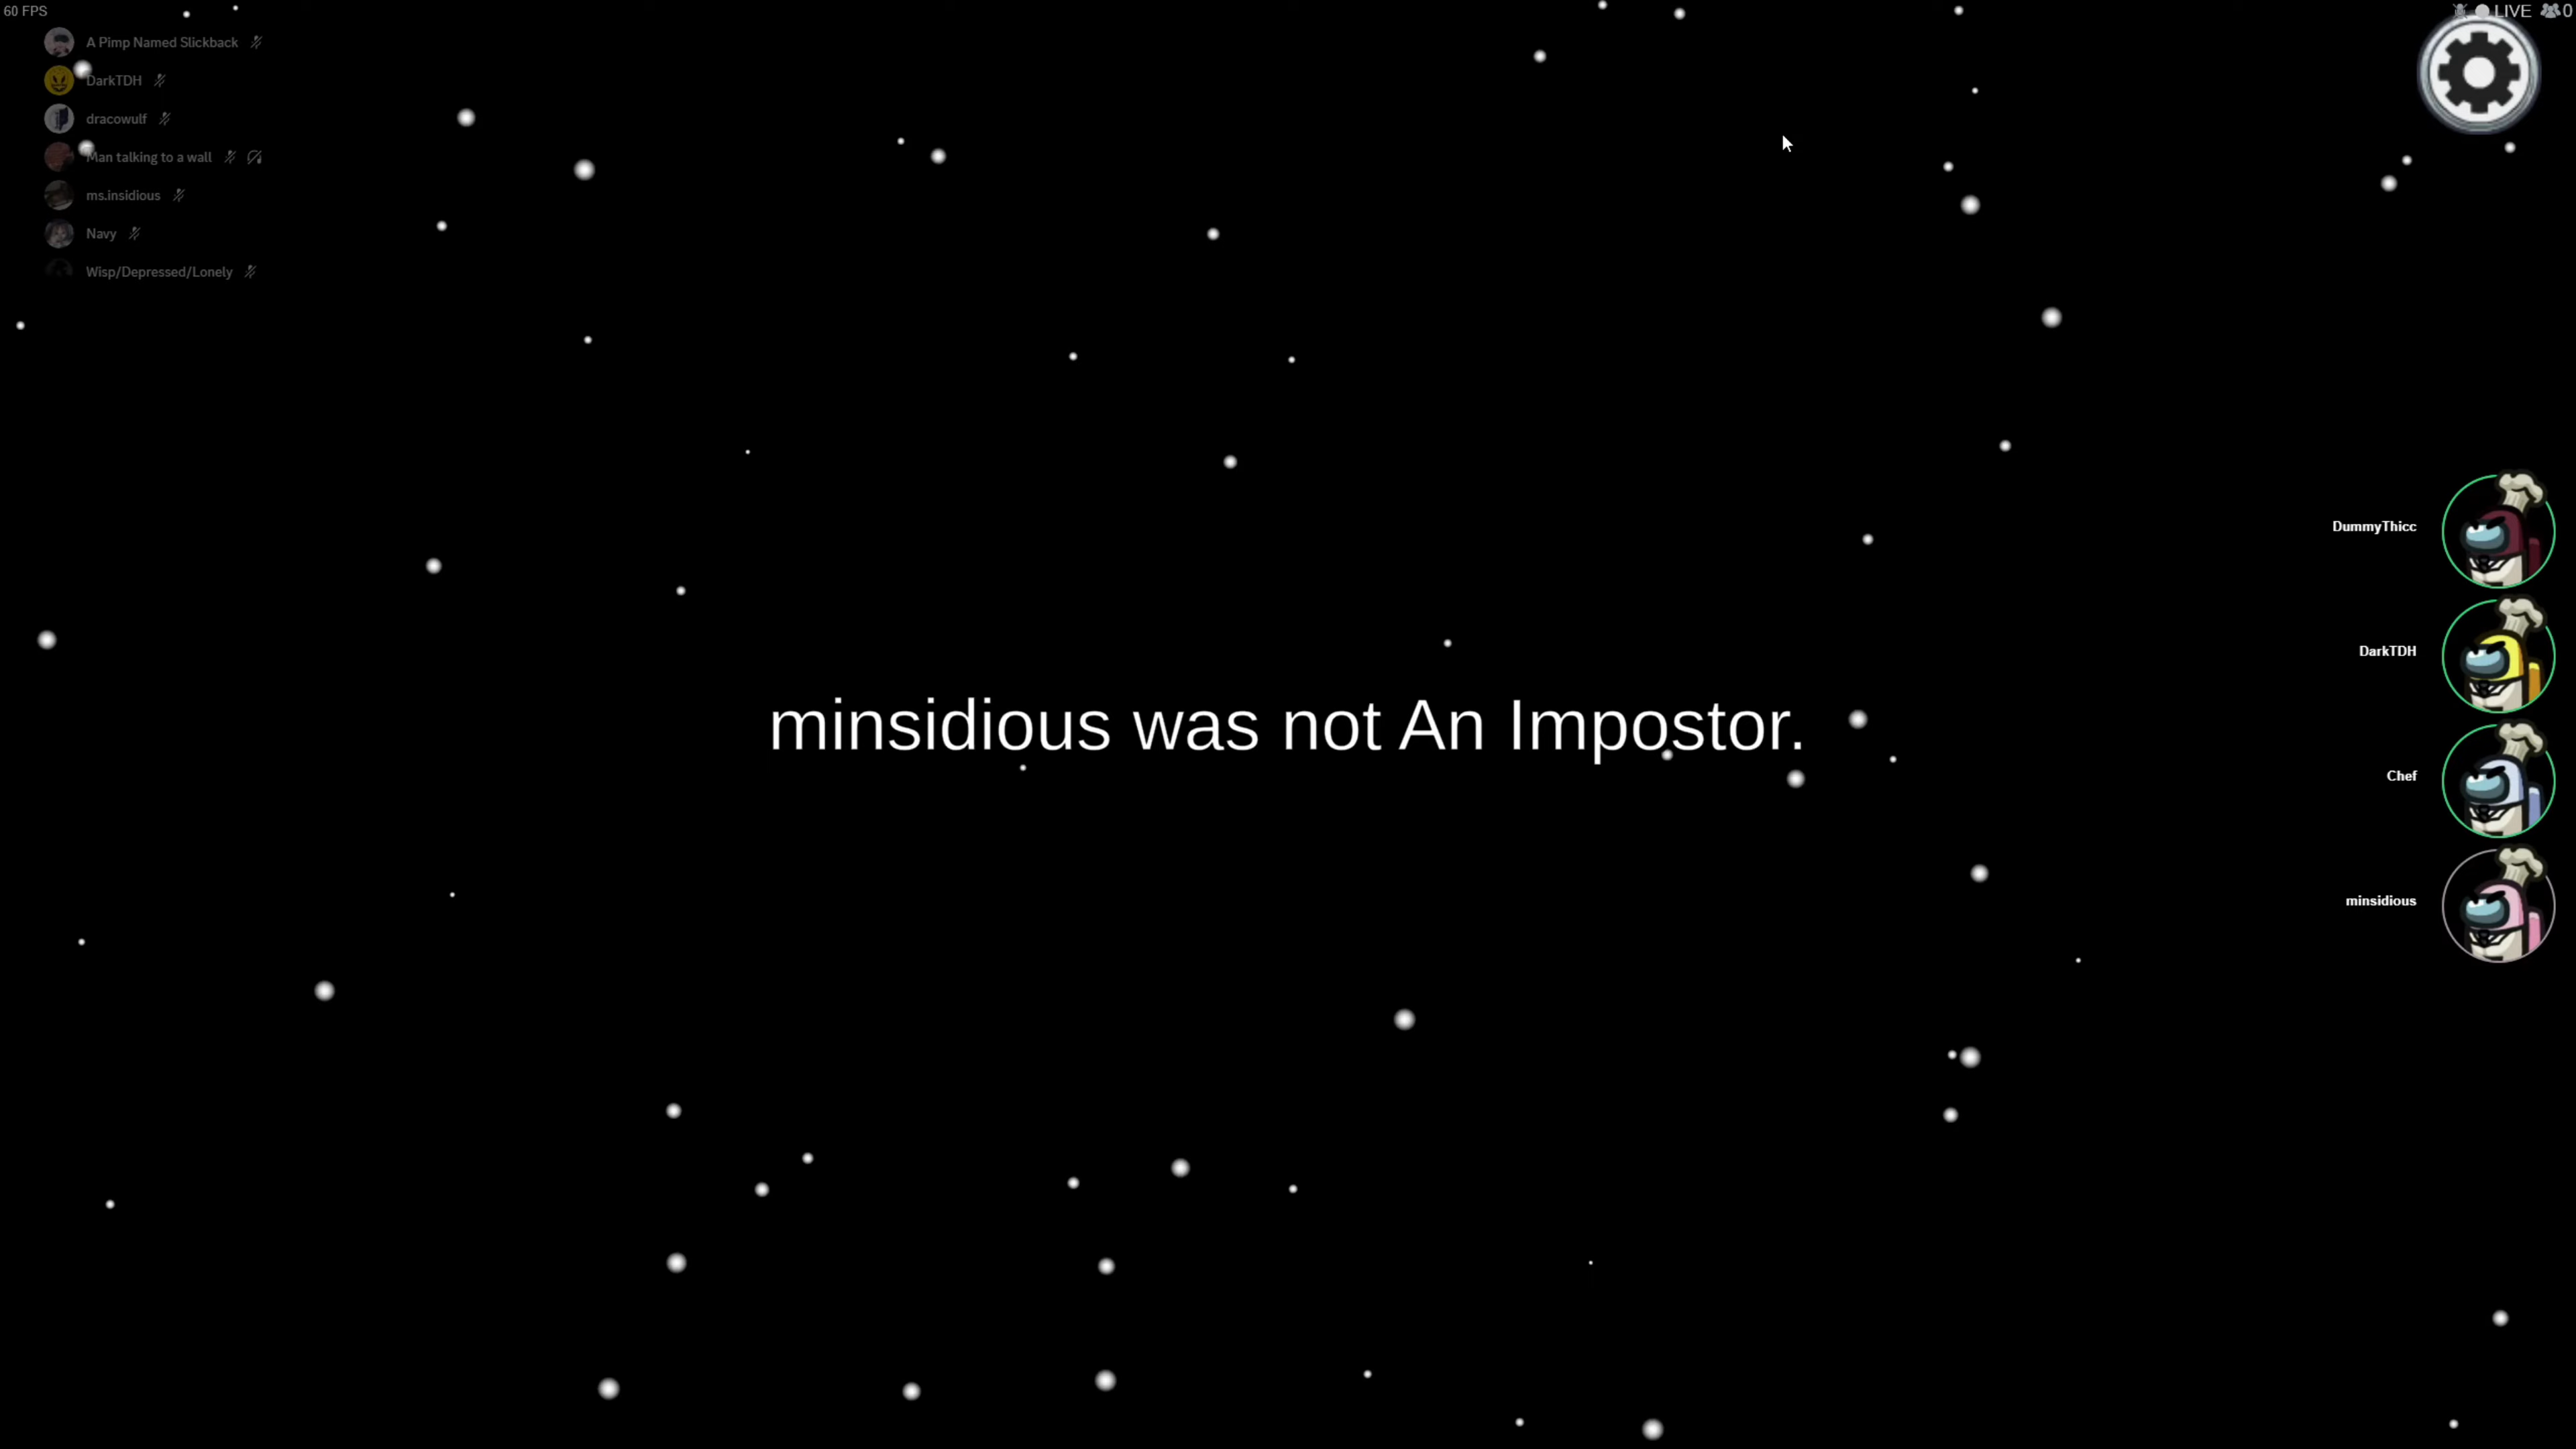 60 FPS
LIVE 0
A Pimp Named Slickback
DarkTDH
dracowulf
Man talking to a wall
ms.insidious
Navy
Wisp/Depressed/Lonely
DummyThicc
DarkTDH
minsidious was not An Impostor.
Chef
minsidious